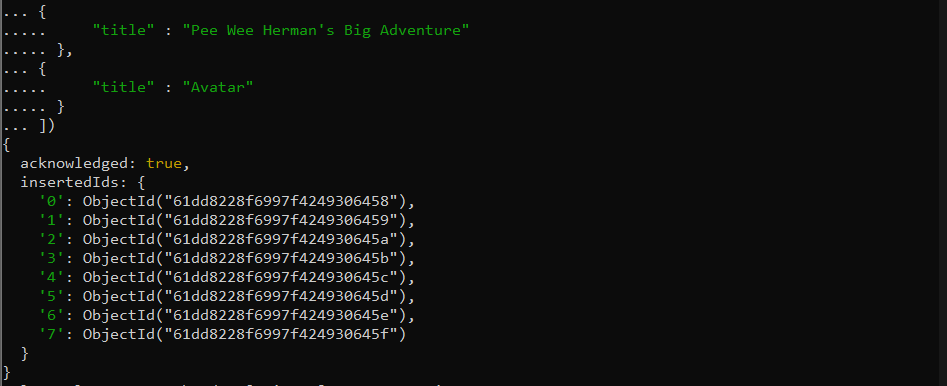 ... {
..... "title" : "Pee Wee Herman's Big Adventure"
..... },
... {
..... "title" : "Avatar"
..... }
... ])
{
acknowledged: true,
insertedIds: {
'0': ObjectId("61dd8228f6997f4249306458"),
'1': ObjectId("61dd8228f6997f4249306459"),
'2': ObjectId("61dd8228f6997f424930645a"),
'3': ObjectId("61dd8228f6997f424930645b"),
'4': ObjectId("61dd8228f6997f424930645c"),
'5': ObjectId("61dd8228f6997f424930645d"),
'6': ObjectId("61dd8228f6997f424930645e"),
'7': ObjectId("61dd8228f6997f424930645f")
}
}